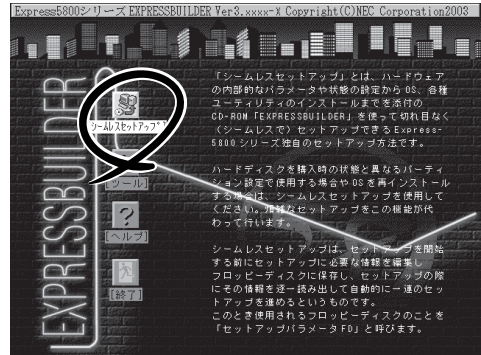 Express5800シリーズ EXPRESSBUILDER Ver3.xxxx-X Copyright(C)NEC Corporation2003
EXPRESSBUILDER
シームレスセットアップ
[ツール]
[ヘルプ]
[終了]
「シームレスセットアップ」とは、ハードウェア
の内部的なパラメータや状態の設定から OS、各種
ユーティリティのインストールまでを添付の
CD-ROM「EXPRESSBUILDER」を使って切れ目なく
(シームレスで) セットアップできる Express-
5800 シリーズ独自のセットアップ方法です。
ハードディスクを購入時の状態と異なるパーティ
ション設定で使用する場合や OS を再インストール
する場合は、シームレスセットアップを使用して
ください。煩雑なセットアップをこの機能が代
わって行います。
シームレスセットアップは、セットアップを開始
する前にセットアップに必要な情報を編集し
フロッピーディスクに保存し、セットアップの際
にその情報を逐一読み出して自動的に一連のセッ
トアップを進めるというものです。
このとき使用されるフロッピーディスクのことを
「セットアップパラメータ FD」と呼びます。